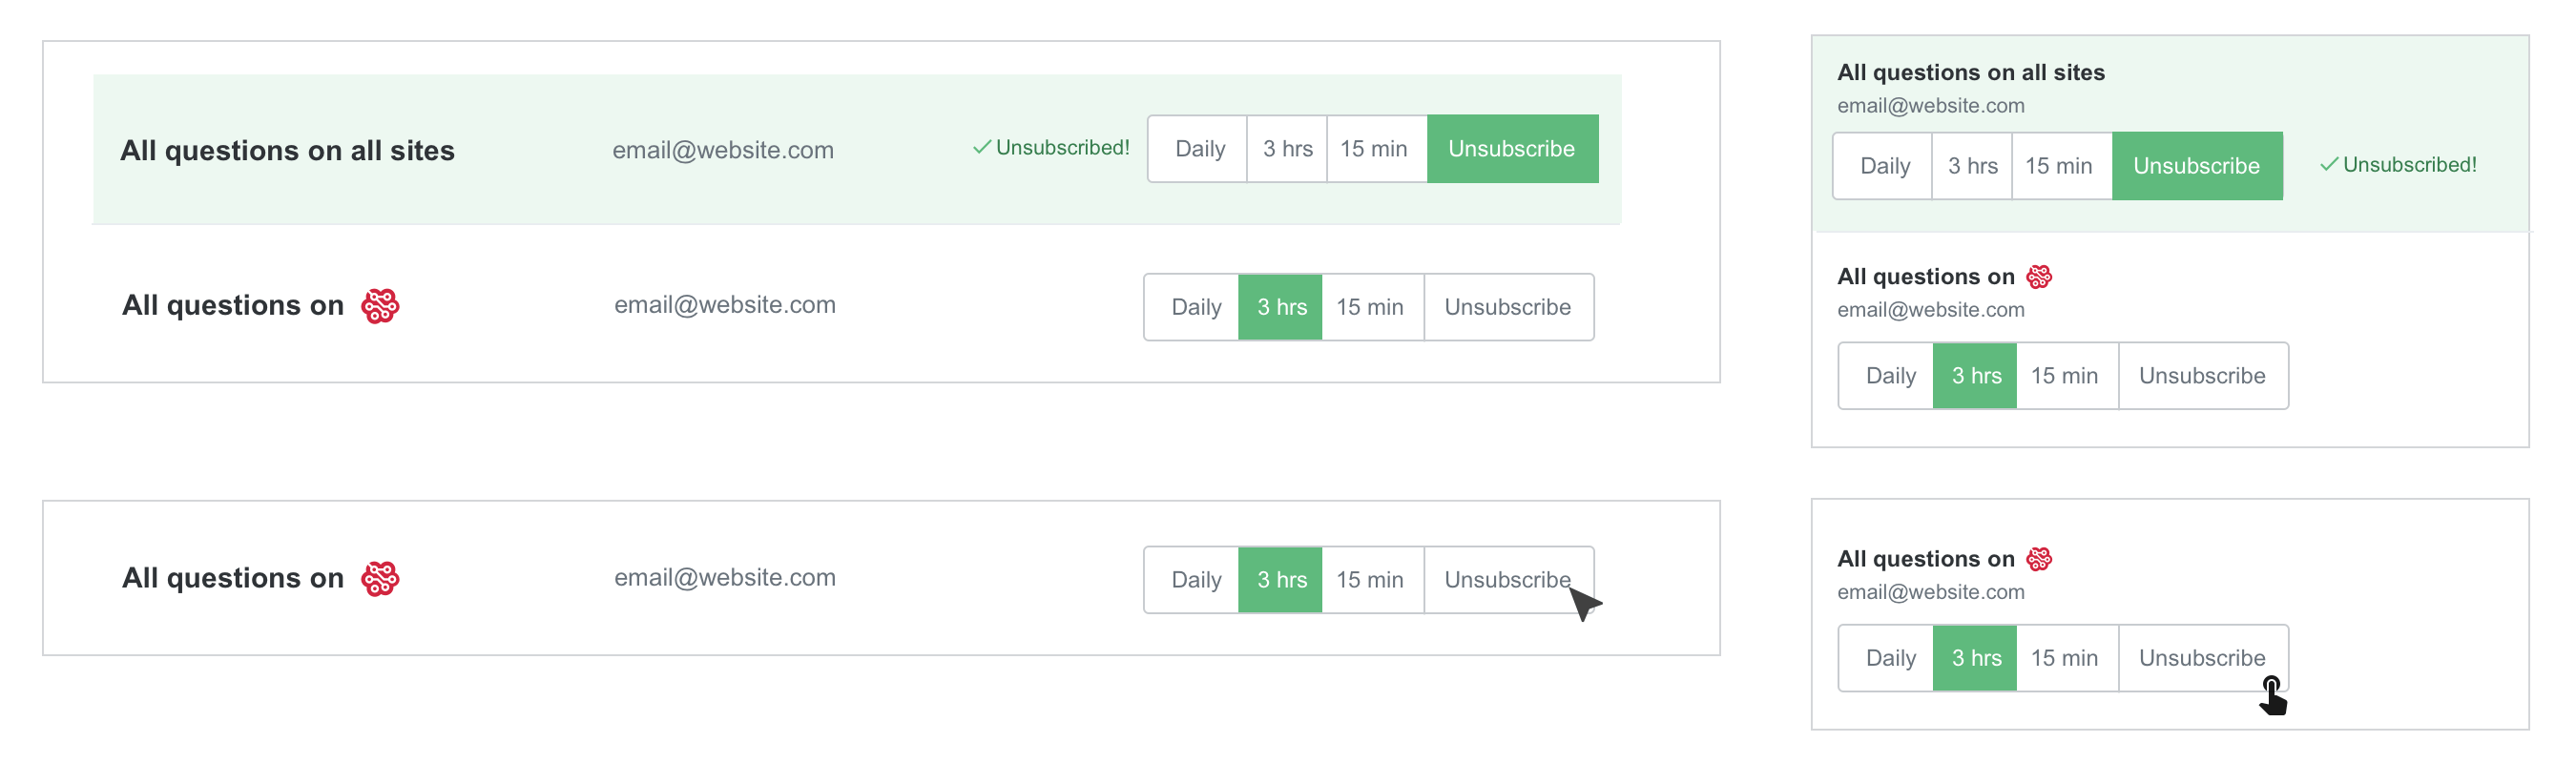 All questions on all sites email@website.com Unsubscribed! Daily 3 hrs 15 min Unsubscribe
All questions on email@website.com Daily 3 hrs 15 min Unsubscribe
All questions on email@website.com Daily 3 hrs 15 min Unsubscribe
All questions on all sites
email@website.com
Daily 3 hrs 15 min Unsubscribe Unsubscribed!
All questions on
email@website.com
Daily 3 hrs 15 min Unsubscribe
All questions on
email@website.com
Daily 3 hrs 15 min Unsubscribe